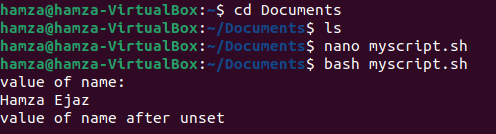 hamza@hamza-VirtualBox:~$ cd Documents
hamza@hamza-VirtualBox:~/Documents$ ls
hamza@hamza-VirtualBox:~/Documents$ nano myscript.sh
hamza@hamza-VirtualBox:~/Documents$ bash myscript.sh
value of name:
Hamza Ejaz
value of name after unset